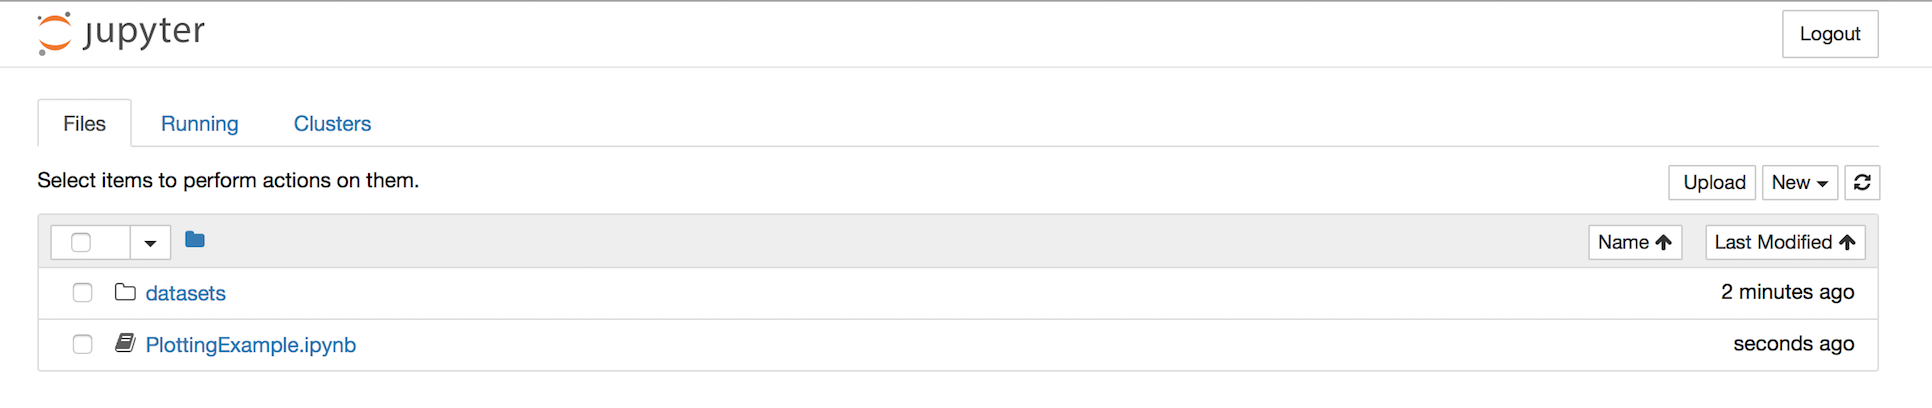 jupyter
Logout
Files Running Clusters
Select items to perform actions on them.
Upload New
Name Last Modified
datasets 2 minutes ago
PlottingExample.ipynb seconds ago